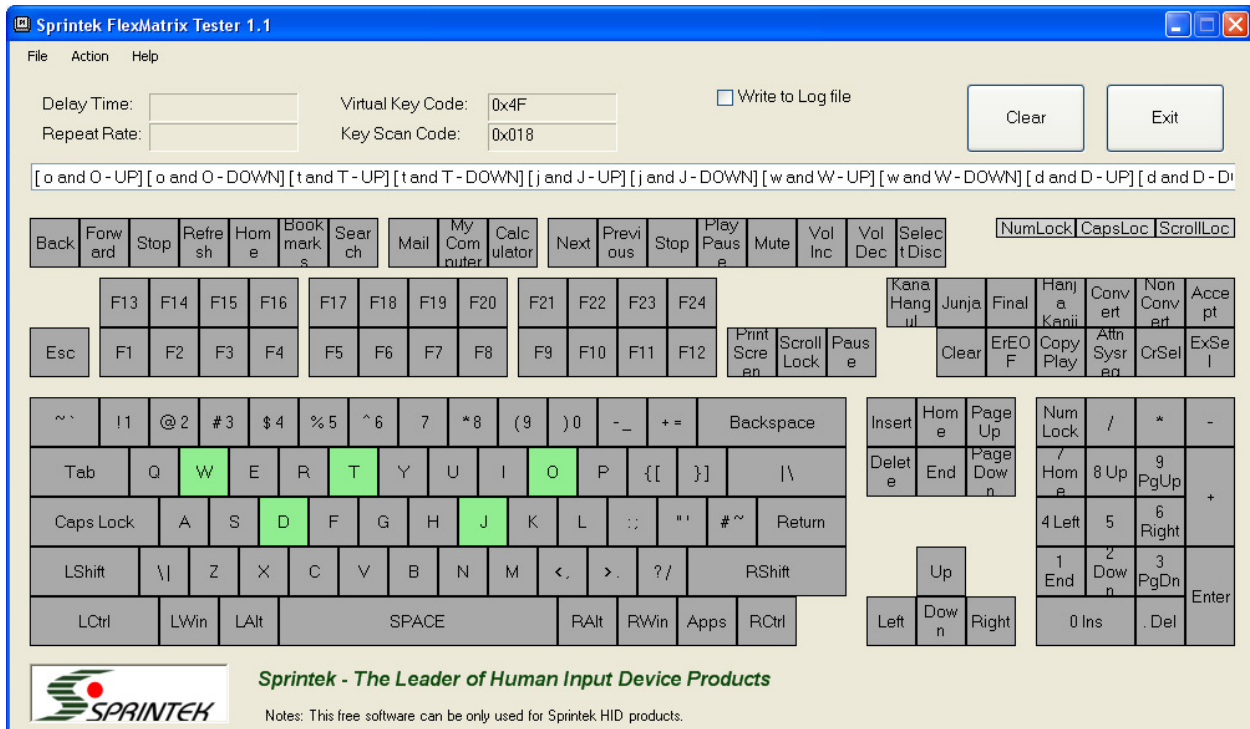 Sprintek FlexMatrix Tester 1.1
File Action Help
Delay Time: Virtual Key Code: 0x4F Write to Log file Clear Exit
Repeat Rate: Key Scan Code: 0x018
[ o and O - UP] [ o and O - DOWN] [ t and T - UP] [ t and T - DOWN] [ j and J - UP] [ j and J - DOWN] [ w and W - UP] [ w and W - DOWN] [ d and D - UP] [ d and D - D
Back Forward Stop Refresh Home Bookmarks Search Mail My Computer Calculator Next Previous Stop Play Pause Mute Vol Inc Vol Dec Select Disc NumLock CapsLoc ScrollLoc
F13 F14 F15 F16 F17 F18 F19 F20 F21 F22 F23 F24 Kana Hangul Junja Final Hanja Kanji Convert Non Convert Accept
Esc F1 F2 F3 F4 F5 F6 F7 F8 F9 F10 F11 F12 Print Screen Scroll Lock Pause Clear ErEOF Copy Play Attn Sysreq CrSel ExSel
~ ` ! 1 @ 2 # 3 $ 4 % 5 ^ 6 7 * 8 ( 9 ) 0 - _ + = Backspace Insert Home Page Up Num Lock / * -
Tab Q W E R T Y U I O P { [ } ] | \ Delete End Page Down 7 Home 8 Up 9 PgUp +
Caps Lock A S D F G H J K L : ; " ' # ~ Return 4 Left 5 6 Right
LShift \ | Z X C V B N M < , > . ? / RShift Up 1 End 2 Down 3 PgDn Enter
LCtrl LWin LAlt SPACE RAlt RWin Apps RCtrl Left Down Right 0 Ins . Del
SPRINTEK
Sprintek - The Leader of Human Input Device Products
Notes: This free software can be only used for Sprintek HID products.